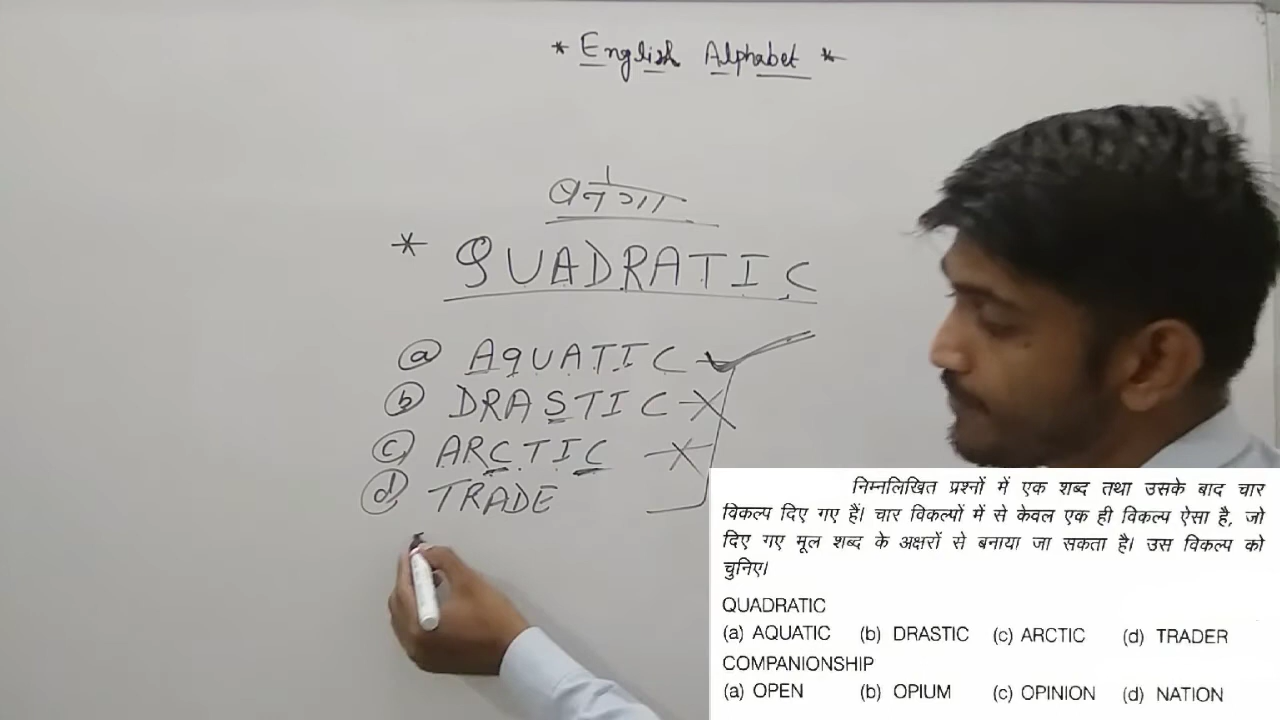 * English Alphabet *
बनेगा
* QUADRATIC
(a) AQUATIC
(b) DRASTIC
(c) ARCTIC
(d) TRADE
निम्नलिखित प्रश्नों में एक शब्द तथा उसके बाद चार
विकल्प दिए गए हैं। चार विकल्पों में से केवल एक ही विकल्प ऐसा है, जो
दिए गए मूल शब्द के अक्षरों से बनाया जा सकता है। उस विकल्प को
चुनिए।
QUADRATIC
(a) AQUATIC (b) DRASTIC (c) ARCTIC (d) TRADER
COMPANIONSHIP
(a) OPEN (b) OPIUM (c) OPINION (d) NATION